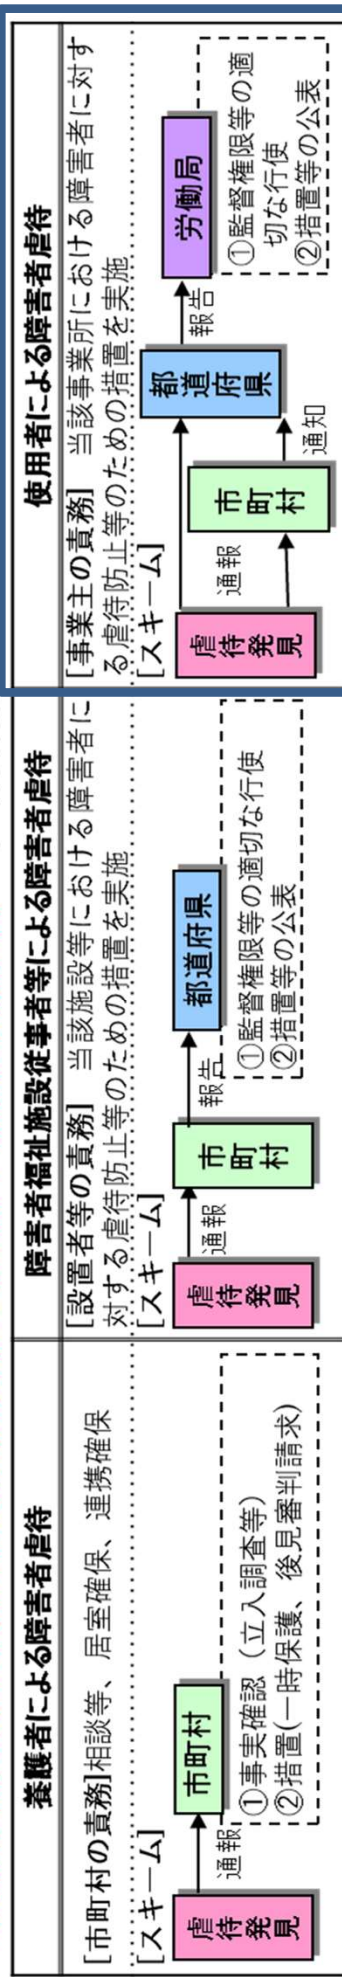 養護者による障害者虐待
[市町村の責務]相談等、居室確保、連携確保
[スキーム]
虐待発見
通報
市町村
①事実確認（立入調査等）
②措置(一時保護、後見審判請求)
障害者福祉施設従事者等による障害者虐待
[設置者等の責務]　当該施設等における障害者に
対する虐待防止等のための措置を実施
[スキーム]
虐待発見
通報
市町村
報告
都道府県
①監督権限等の適切な行使
②措置等の公表
使用者による障害者虐待
[事業主の責務]　当該事業所における障害者に対す
る虐待防止等のための措置を実施
[スキーム]
虐待発見
通報
市町村
通知
都道府県
報告
労働局
①監督権限等の適
切な行使
②措置等の公表